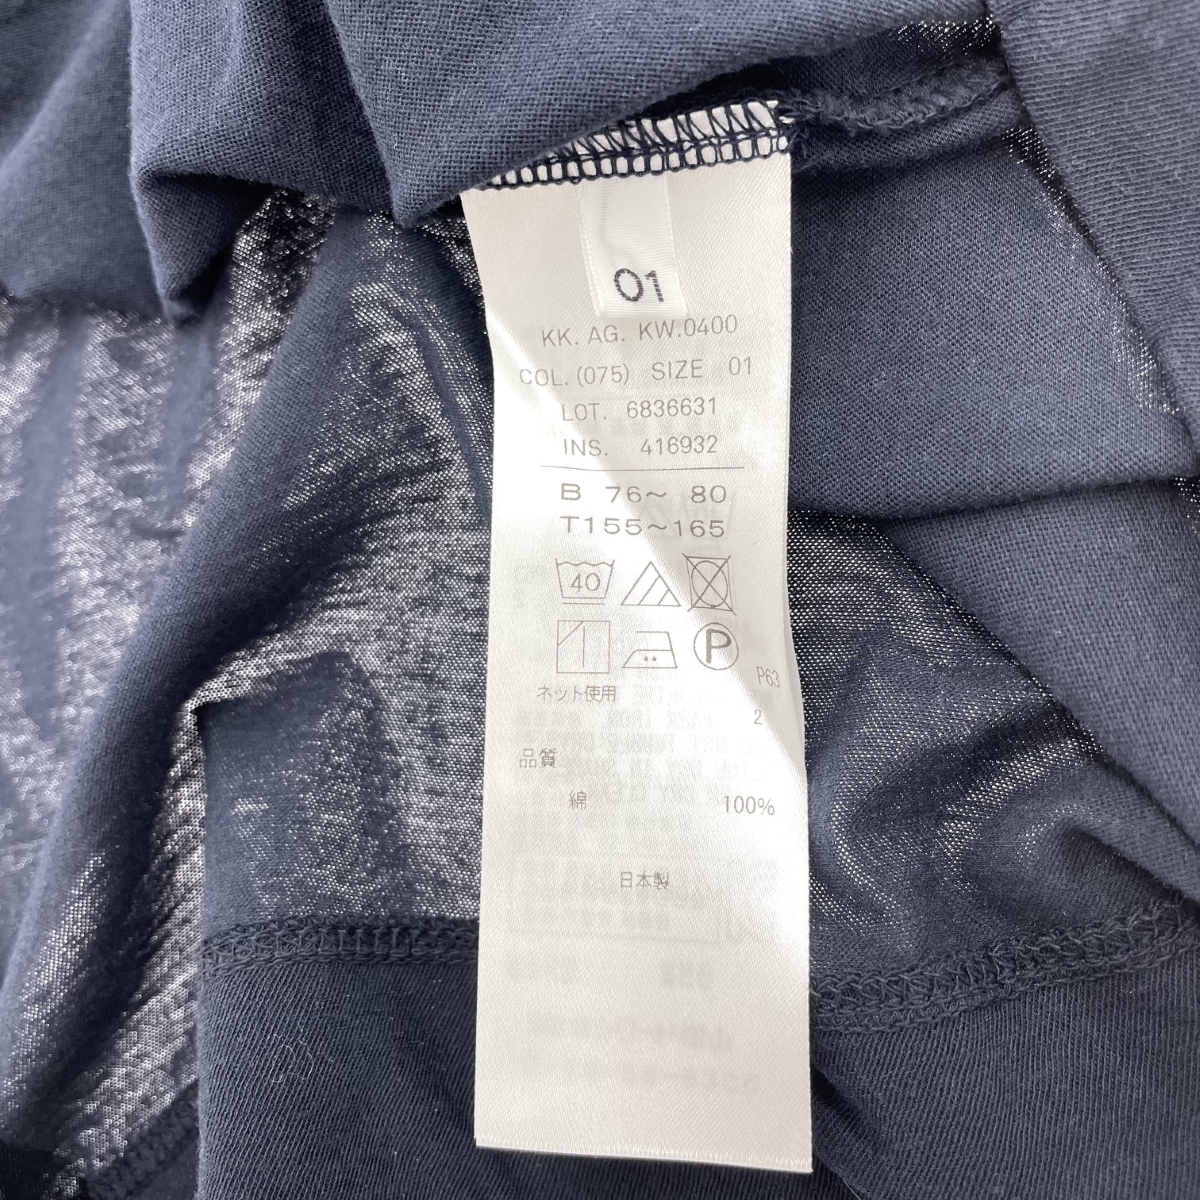 01
KK. AG. KW.0400
COL.(075) SIZE 01
LOT. 6836631
INS. 416932
B 76～ 80
T155～165
40
P
ネット使用
P63
2
品質
綿 100%
日本製